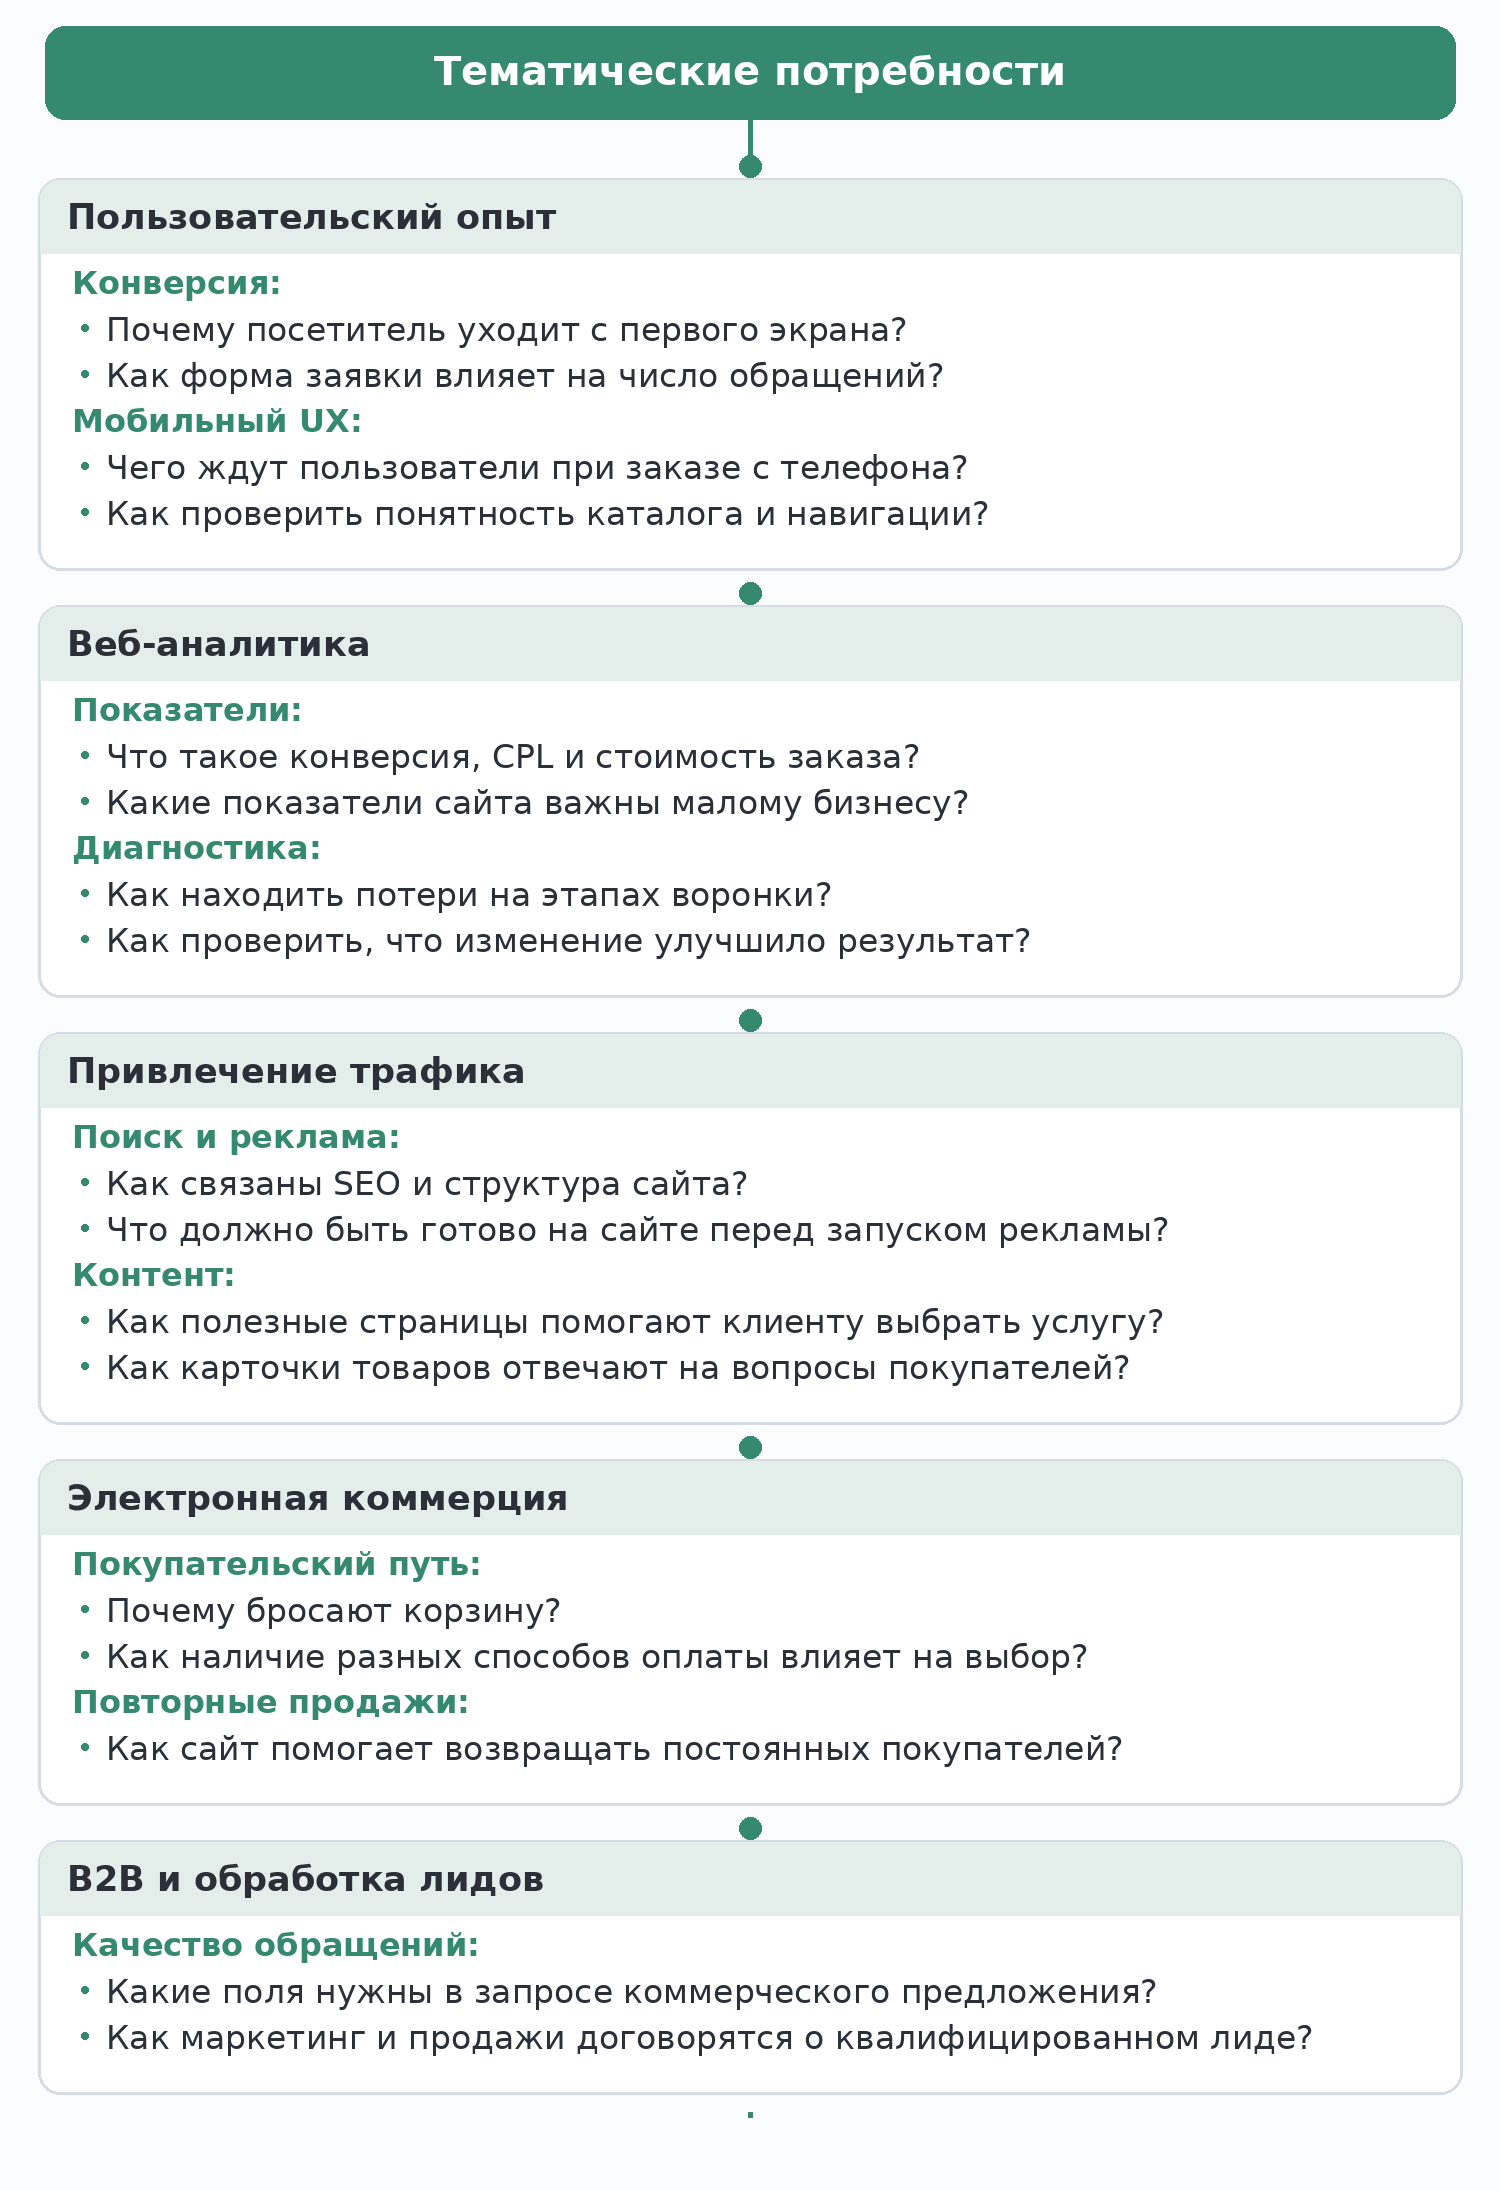 Тематические потребности
Пользовательский опыт
Конверсия:
• Почему посетитель уходит с первого экрана?
• Как форма заявки влияет на число обращений?
Мобильный UX:
• Чего ждут пользователи при заказе с телефона?
• Как проверить понятность каталога и навигации?
Веб-аналитика
Показатели:
• Что такое конверсия, CPL и стоимость заказа?
• Какие показатели сайта важны малому бизнесу?
Диагностика:
• Как находить потери на этапах воронки?
• Как проверить, что изменение улучшило результат?
Привлечение трафика
Поиск и реклама:
• Как связаны SEO и структура сайта?
• Что должно быть готово на сайте перед запуском рекламы?
Контент:
• Как полезные страницы помогают клиенту выбрать услугу?
• Как карточки товаров отвечают на вопросы покупателей?
Электронная коммерция
Покупательский путь:
• Почему бросают корзину?
• Как наличие разных способов оплаты влияет на выбор?
Повторные продажи:
• Как сайт помогает возвращать постоянных покупателей?
B2B и обработка лидов
Качество обращений:
• Какие поля нужны в запросе коммерческого предложения?
• Как маркетинг и продажи договорятся о квалифицированном лиде?